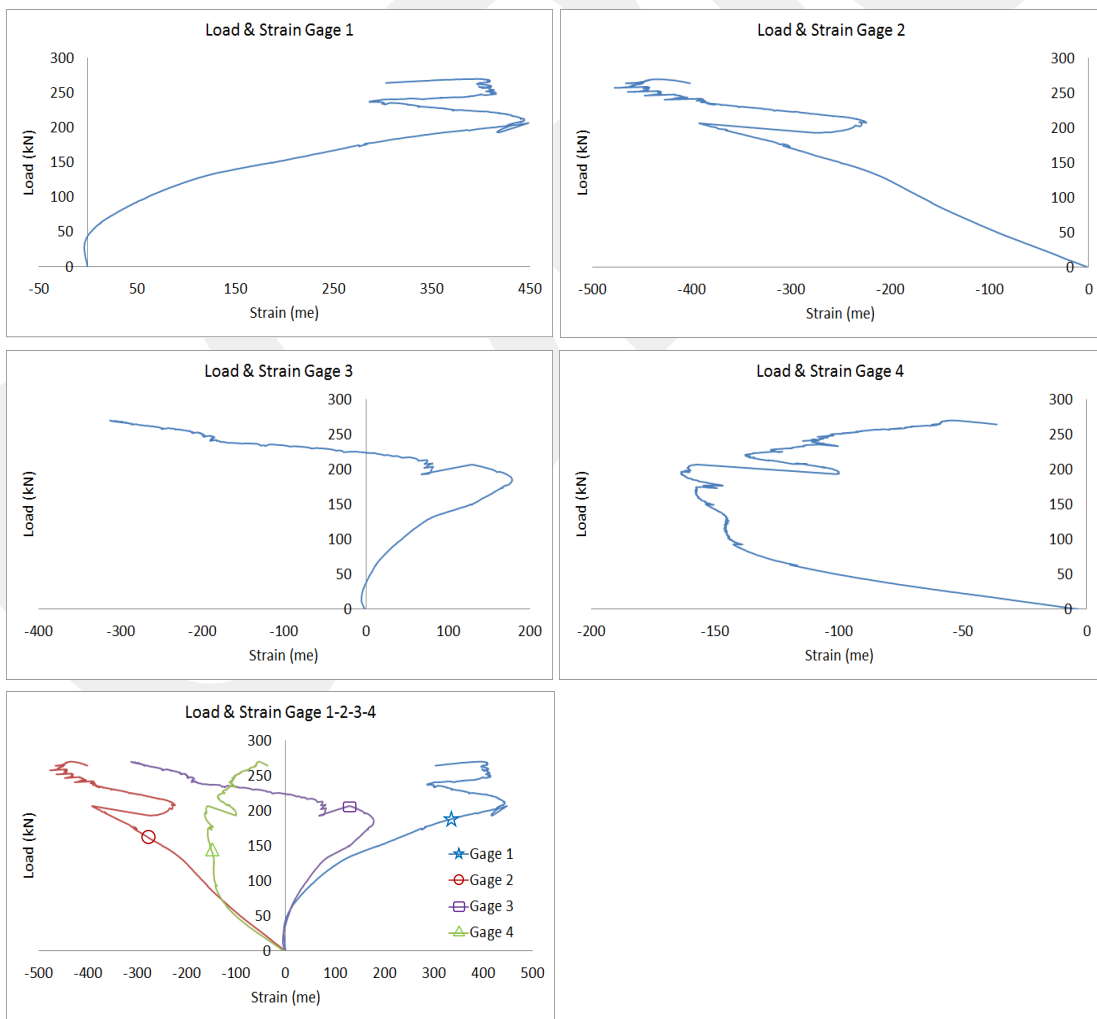 Load & Strain Gage 1
300
250
200
150
100
50
0
-50 50 150 250 350 450
Load (kN)
Strain (me)
Load & Strain Gage 2
300
250
200
150
100
50
0
-500 -400 -300 -200 -100 0
Load (kN)
Strain (me)
Load & Strain Gage 3
300
250
200
150
100
50
0
-400 -300 -200 -100 0 100 200
Load (kN)
Strain (me)
Load & Strain Gage 4
300
250
200
150
100
50
0
-200 -150 -100 -50 0
Load (kN)
Strain (me)
Load & Strain Gage 1-2-3-4
300
250
200
150
100
50
0
-500 -400 -300 -200 -100 0 100 200 300 400 500
Load (kN)
Strain (me)
Gage 1
Gage 2
Gage 3
Gage 4